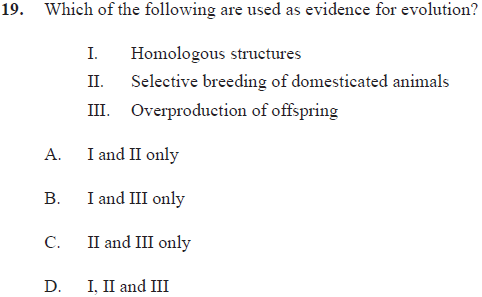 19. Which of the following are used as evidence for evolution?
I. Homologous structures
II. Selective breeding of domesticated animals
III. Overproduction of offspring
A. I and II only
B. I and III only
C. II and III only
D. I, II and III